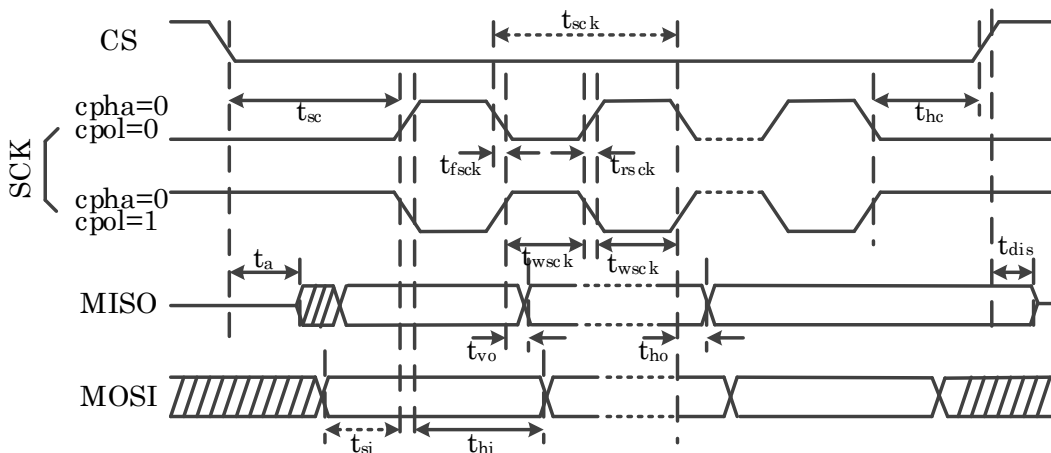 CS
t_sck
cpha=0
cpol=0
t_sc
t_hc
SCK
t_fsck
t_rsck
cpha=0
cpol=1
t_wsck
t_wsck
t_a
t_dis
MISO
t_vo
t_ho
MOSI
t_si
t_hi